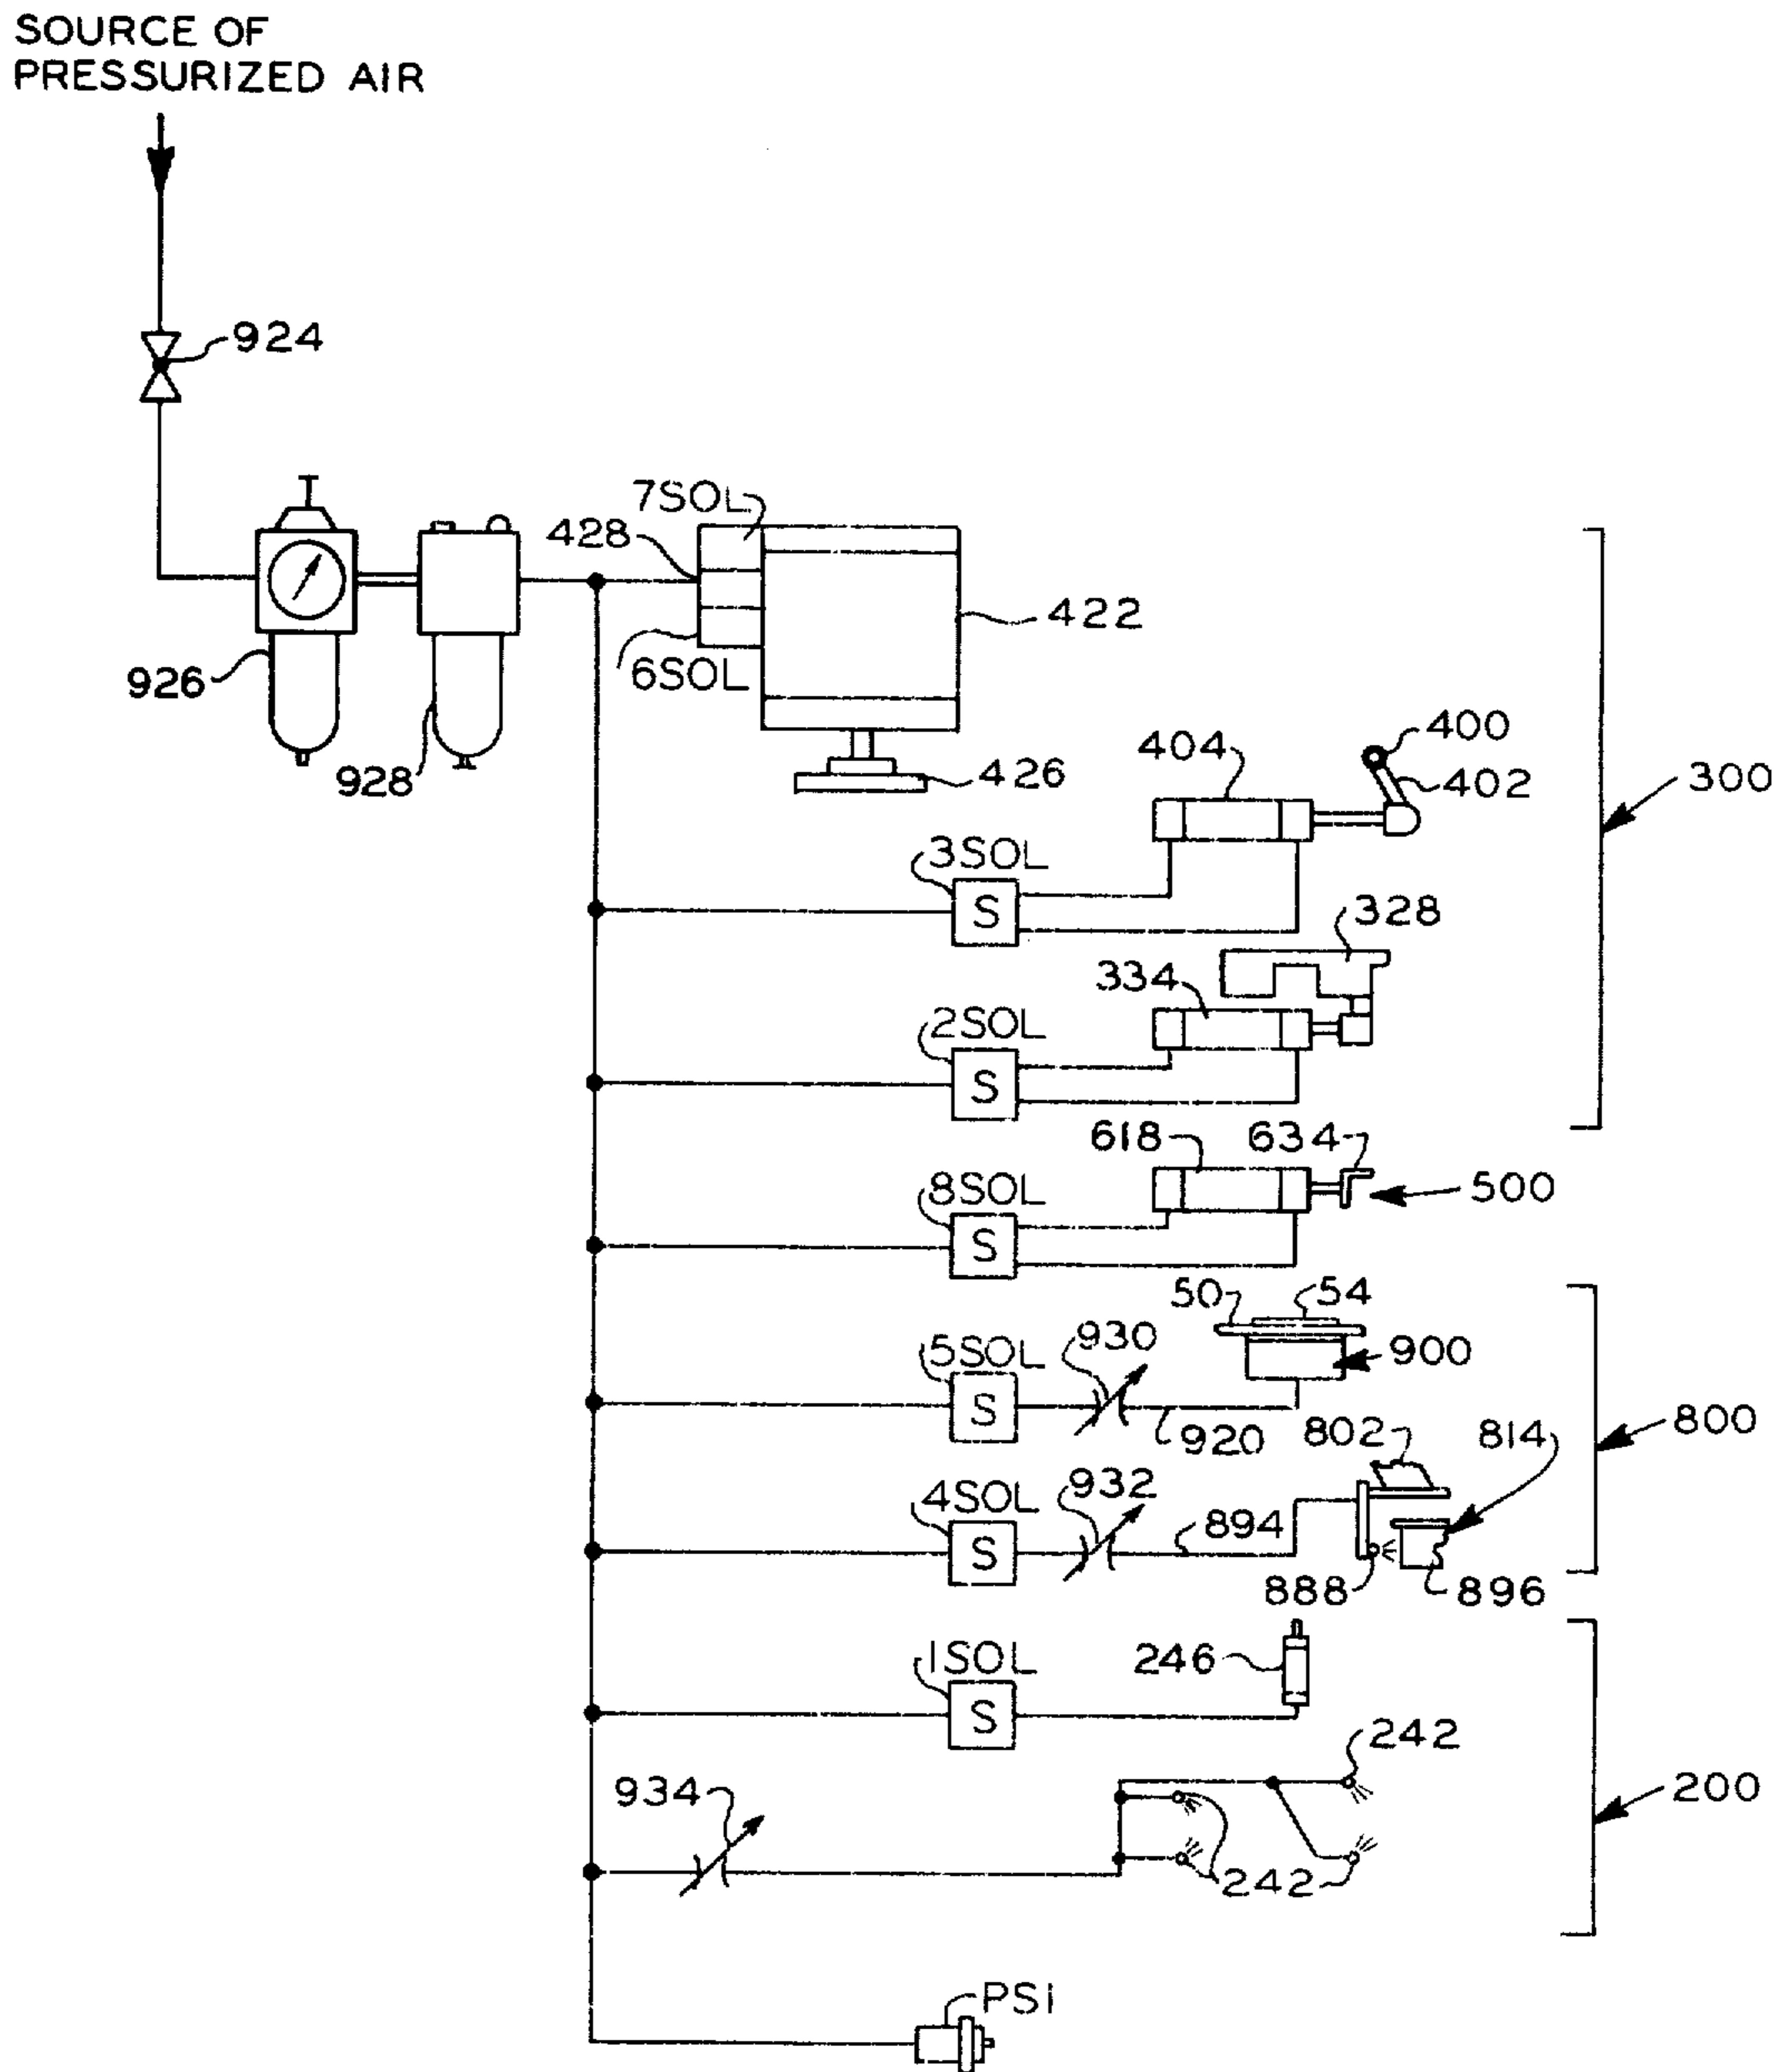 SOURCE OF
PRESSURIZED AIR
924
7SOL
428
422
6SOL
926
928
426
404
400
402
300
3SOL
S
328
334
2SOL
S
618
634
500
8SOL
S
50
54
930
900
5SOL
S
920
802
814
800
932
4SOL
894
S
888
896
1SOL
246
S
242
934
200
242
PS1